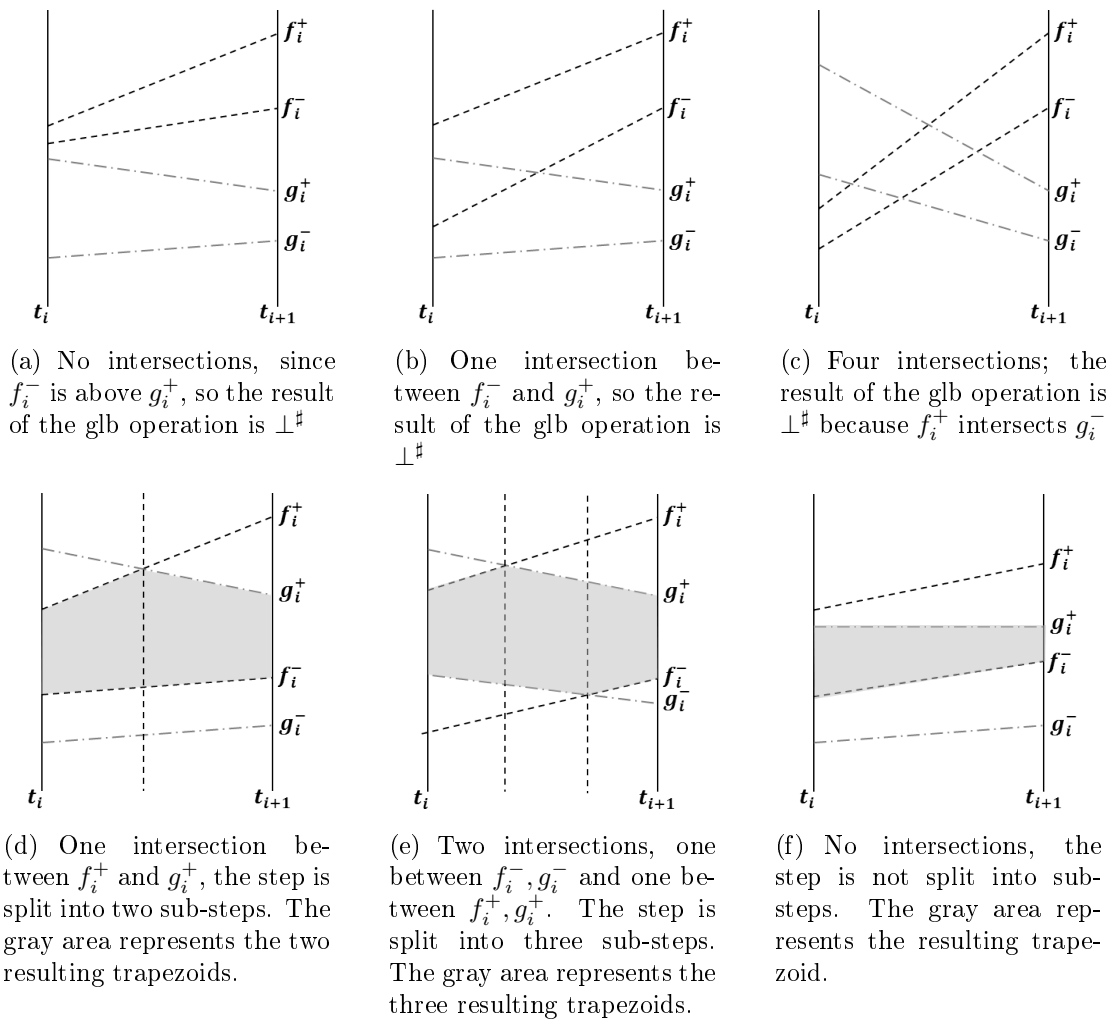 f_i^+
f_i^-
g_i^+
g_i^-
t_i t_{i+1}
(a) No intersections, since
f_i^- is above g_i^+, so the result
of the glb operation is ⊥^♯
f_i^+
f_i^-
g_i^+
g_i^-
t_i t_{i+1}
(b) One intersection be-
tween f_i^- and g_i^+, so the re-
sult of the glb operation is
⊥^♯
f_i^+
f_i^-
g_i^+
g_i^-
t_i t_{i+1}
(c) Four intersections; the
result of the glb operation is
⊥^♯ because f_i^+ intersects g_i^-
f_i^+
g_i^+
f_i^-
g_i^-
t_i t_{i+1}
(d) One intersection be-
tween f_i^+ and g_i^+, the step is
split into two sub-steps. The
gray area represents the two
resulting trapezoids.
f_i^+
g_i^+
f_i^-
g_i^-
t_i t_{i+1}
(e) Two intersections, one
between f_i^-, g_i^- and one be-
tween f_i^+, g_i^+. The step is
split into three sub-steps.
The gray area represents the
three resulting trapezoids.
f_i^+
g_i^+
f_i^-
g_i^-
t_i t_{i+1}
(f) No intersections, the
step is not split into sub-
steps. The gray area rep-
resents the resulting trape-
zoid.